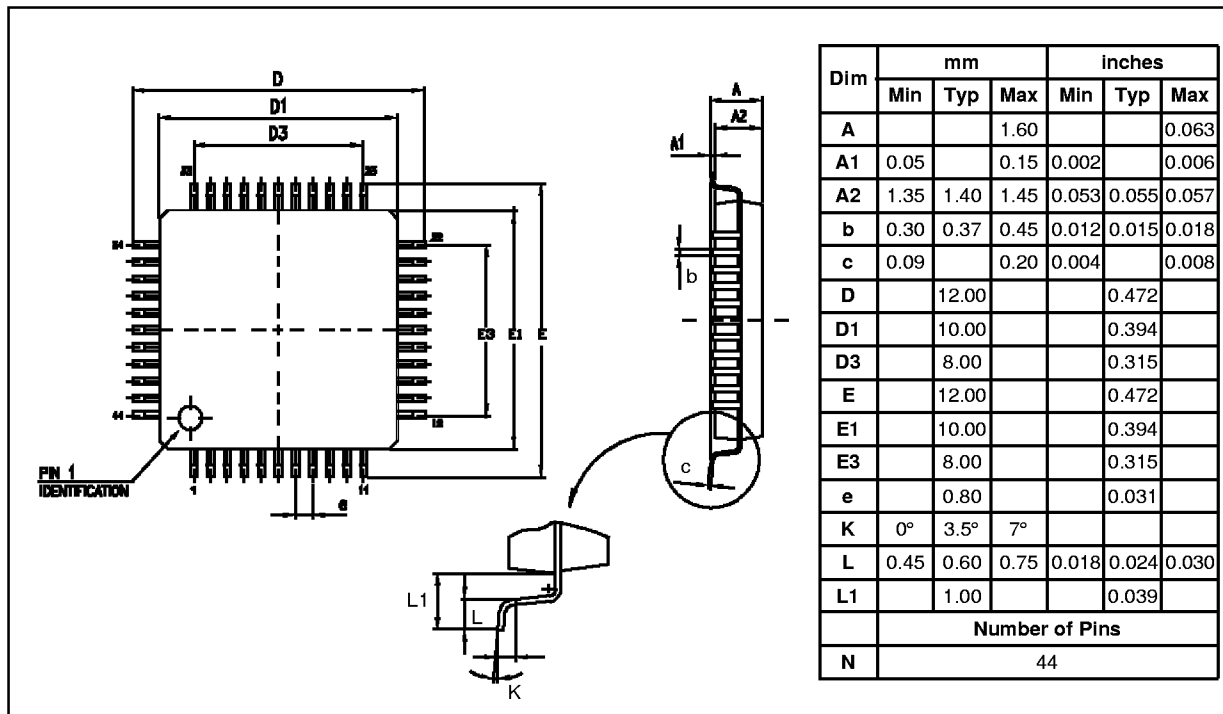 D
D1
D3
33 23
34 22
44 12
E3 E1 E
PIN 1
IDENTIFICATION
1 11
e
A
A2
A1
b
c
L1
L
K
Dim mm inches
Min Typ Max Min Typ Max
A 1.60 0.063
A1 0.05 0.15 0.002 0.006
A2 1.35 1.40 1.45 0.053 0.055 0.057
b 0.30 0.37 0.45 0.012 0.015 0.018
c 0.09 0.20 0.004 0.008
D 12.00 0.472
D1 10.00 0.394
D3 8.00 0.315
E 12.00 0.472
E1 10.00 0.394
E3 8.00 0.315
e 0.80 0.031
K 0° 3.5° 7°
L 0.45 0.60 0.75 0.018 0.024 0.030
L1 1.00 0.039
Number of Pins
N 44